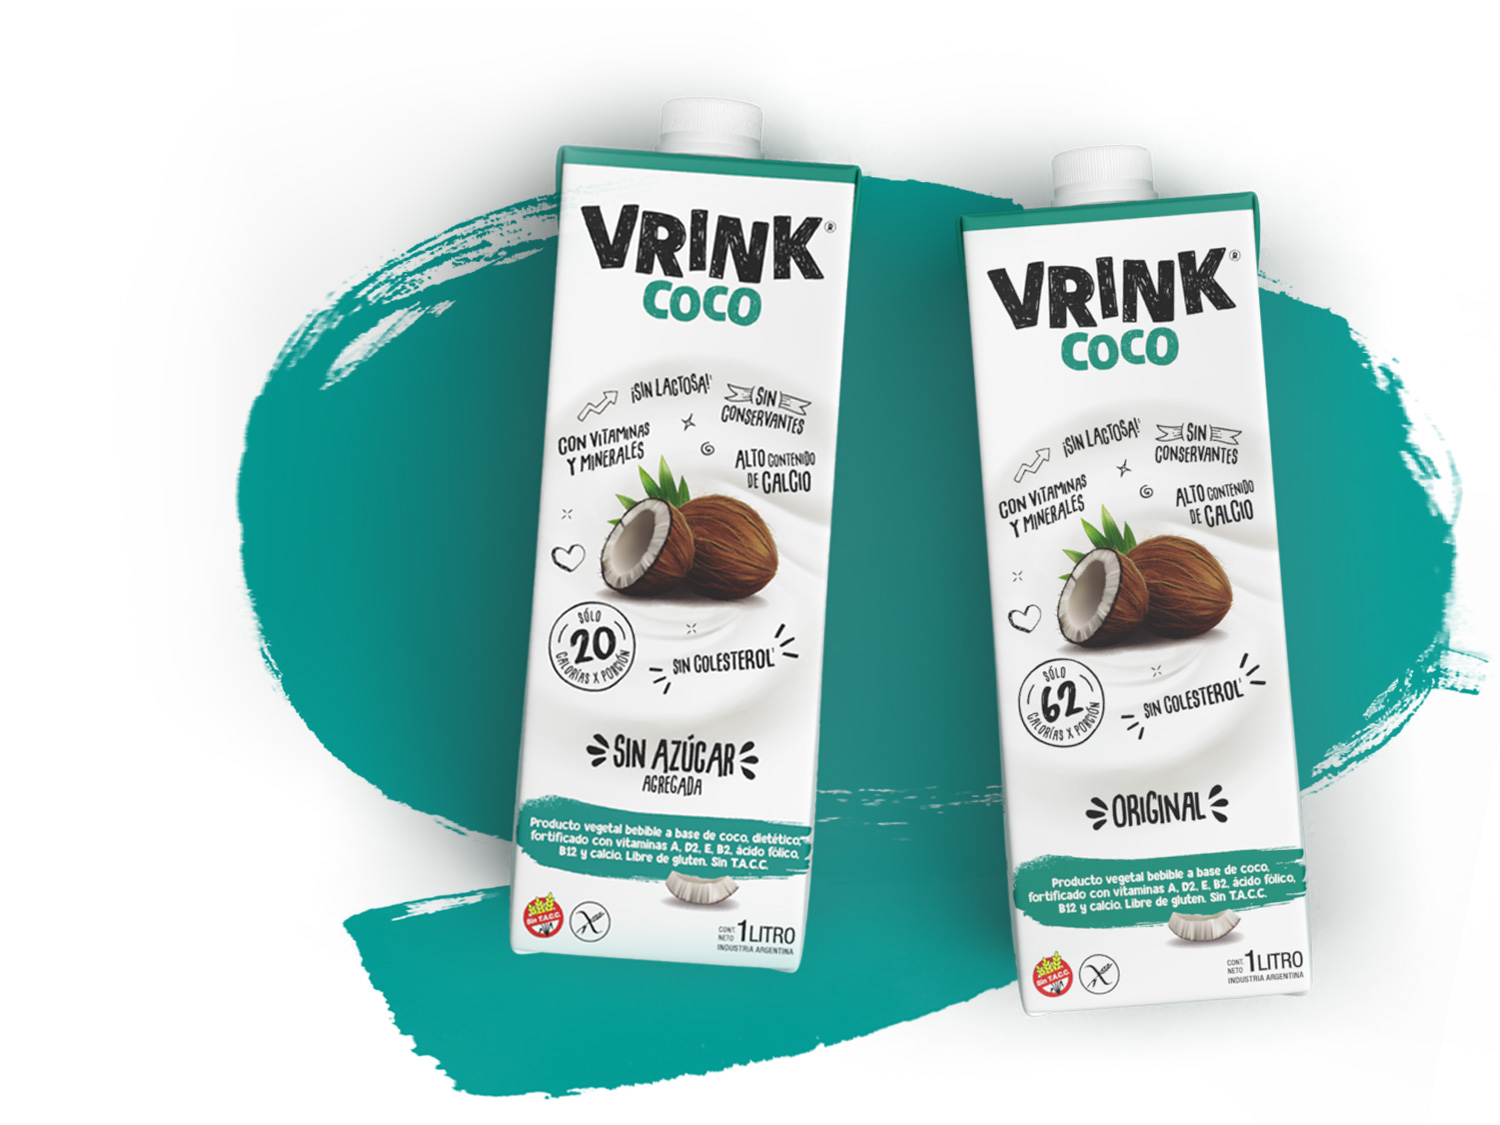 VRINK®
COCO
¡SIN LACTOSA!'
SIN
CONSERVANTES
CON VITAMINAS
Y MINERALES
ALTO CONTENIDO
DE CALCIO
SÓLO
20
CALORÍAS X PORCIÓN
SIN COLESTEROL'
SIN AZÚCAR
AGREGADA
Producto vegetal bebible a base de coco, dietético,
fortificado con vitaminas A, D2, E, B2, ácido fólico,
B12 y calcio. Libre de gluten. Sin T.A.C.C.
Sin T.A.C.C.
CONT.
NETO 1 LITRO
INDUSTRIA ARGENTINA
VRINK®
COCO
¡SIN LACTOSA!'
SIN
CONSERVANTES
CON VITAMINAS
Y MINERALES
ALTO CONTENIDO
DE CALCIO
SÓLO
62
CALORÍAS X PORCIÓN
SIN COLESTEROL'
ORIGINAL
Producto vegetal bebible a base de coco,
fortificado con vitaminas A, D2, E, B2, ácido fólico,
B12 y calcio. Libre de gluten. Sin T.A.C.C.
Sin T.A.C.C.
CONT.
NETO 1 LITRO
INDUSTRIA ARGENTINA